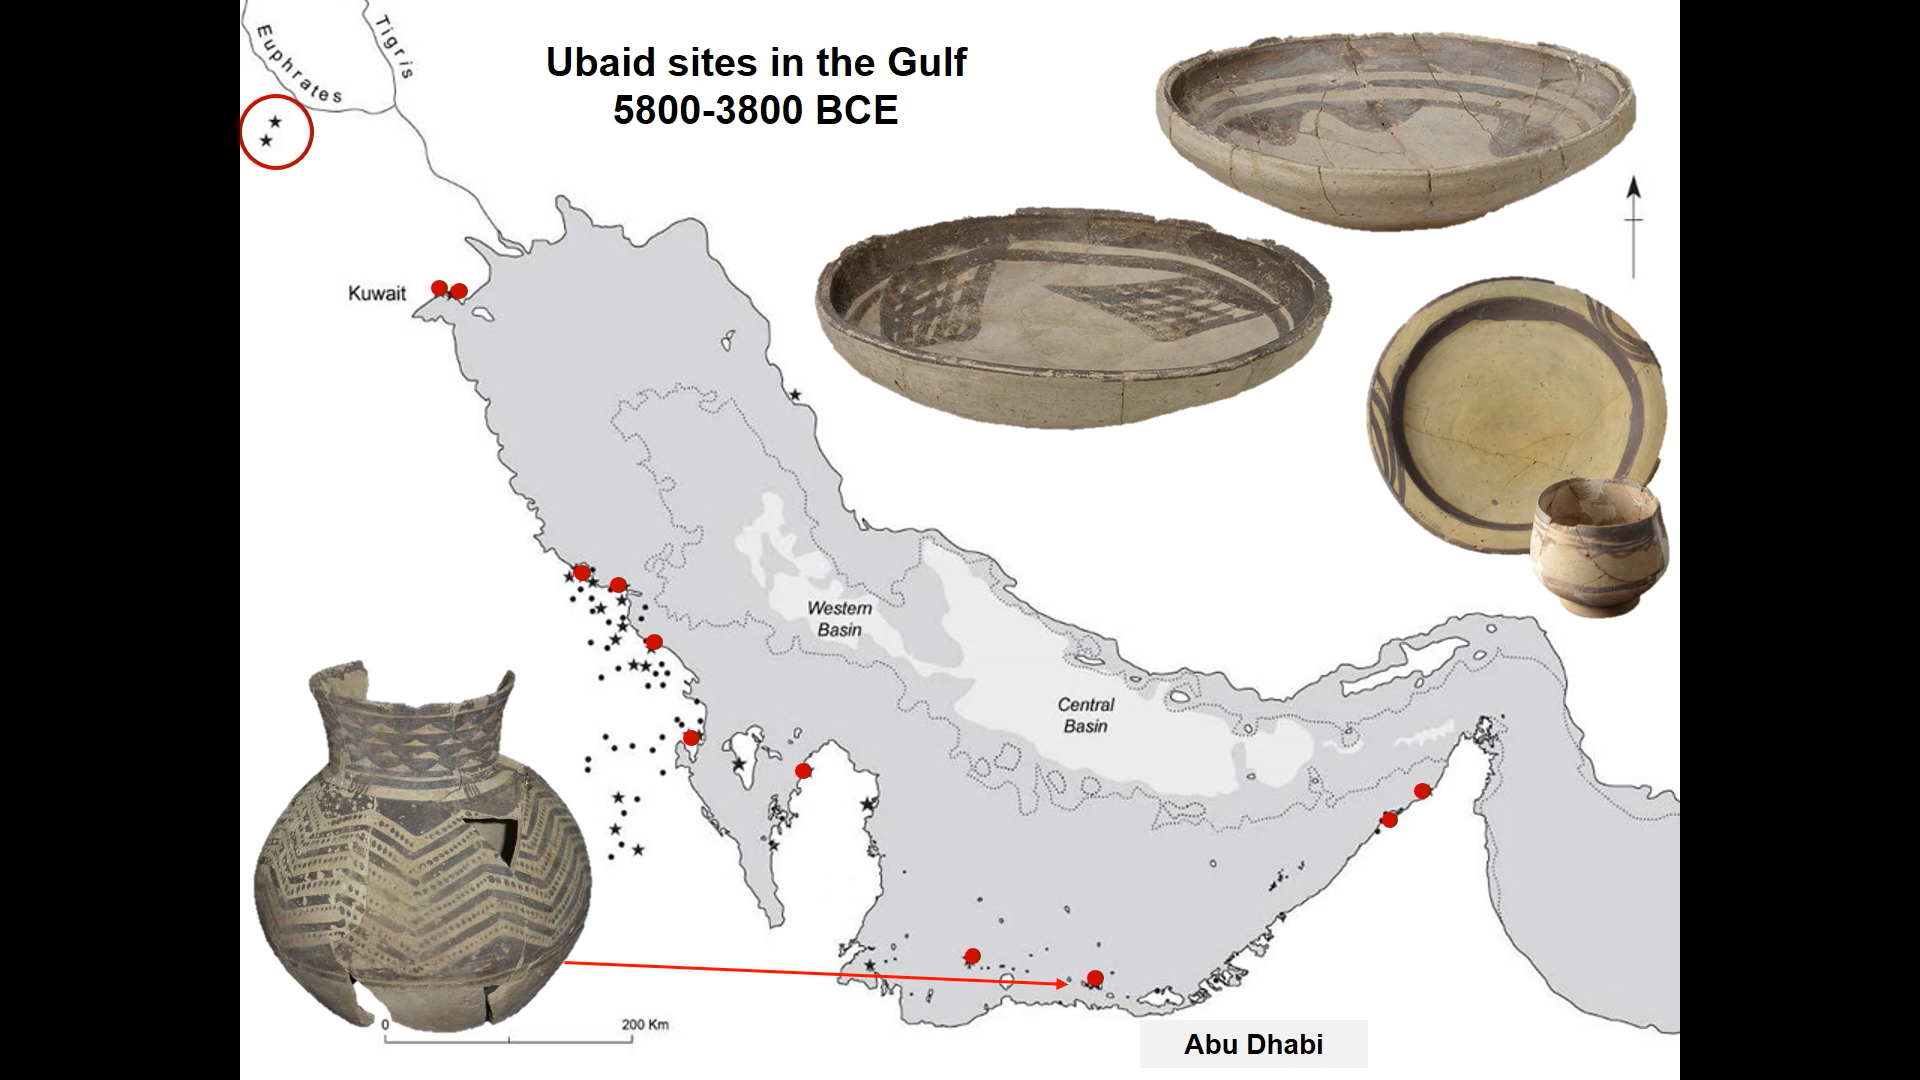 Ubaid sites in the Gulf
5800-3800 BCE
Euphrates
Tigris
Kuwait
Western
Basin
Central
Basin
0
200 Km
Abu Dhabi